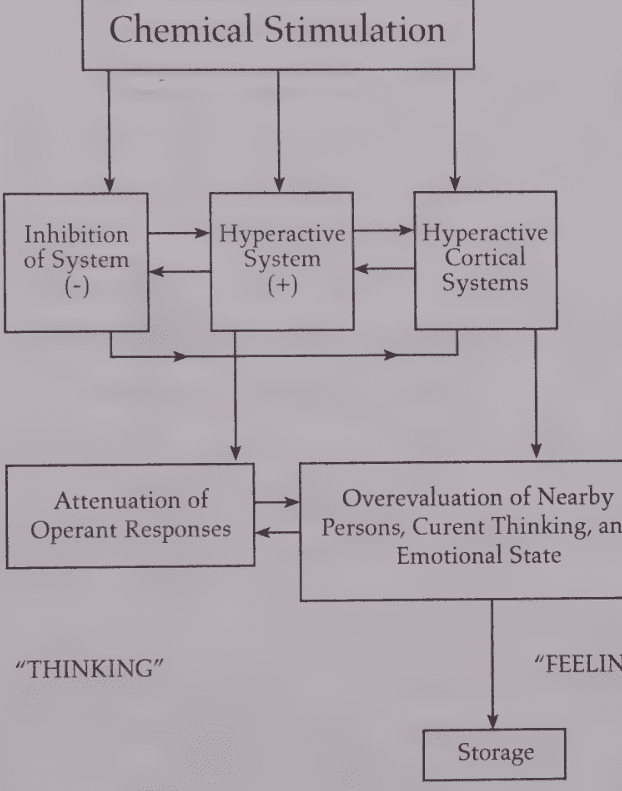 Chemical Stimulation
Inhibition
of System
(-)
Hyperactive
System
(+)
Hyperactive
Cortical
Systems
Attenuation of
Operant Responses
Overevaluation of Nearby
Persons, Curent Thinking, an
Emotional State
"THINKING"
"FEELIN
Storage